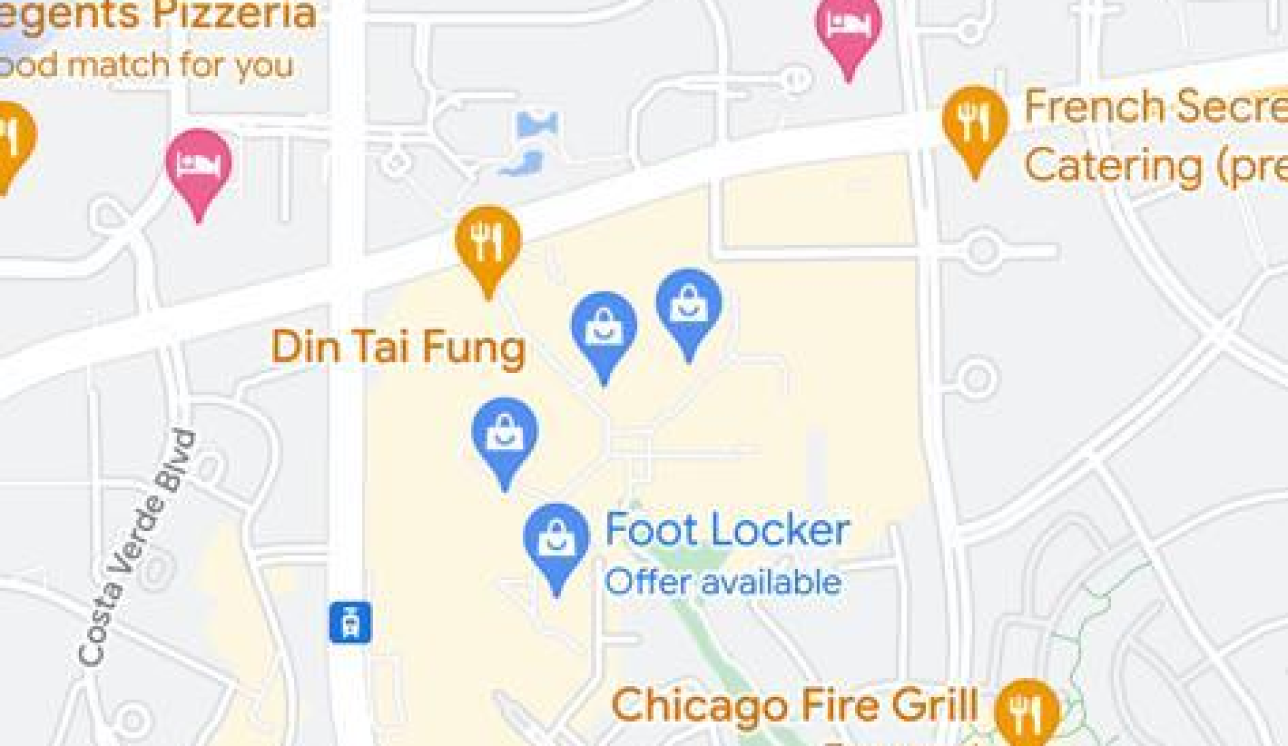 egents Pizzeria
ood match for you
French Secre
Catering (pre
Din Tai Fung
Costa Verde Blvd
Foot Locker
Offer available
Chicago Fire Grill